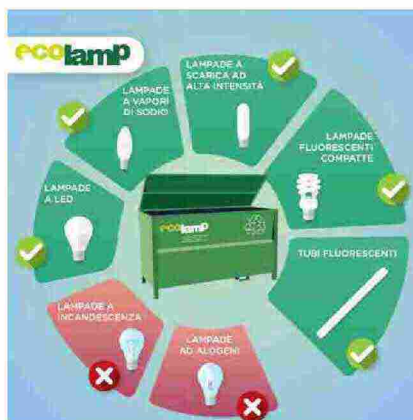 ecolamp
LAMPADE A
SCARICA AD
ALTA INTENSITÀ
LAMPADE
A VAPORI
DI SODIO
LAMPADE
FLUORESCENTI
COMPATTE
LAMPADE
A LED
ecolamp
TUBI FLUORESCENTI
LAMPADE A
INCANDESCENZA
LAMPADE
AD ALOGENI